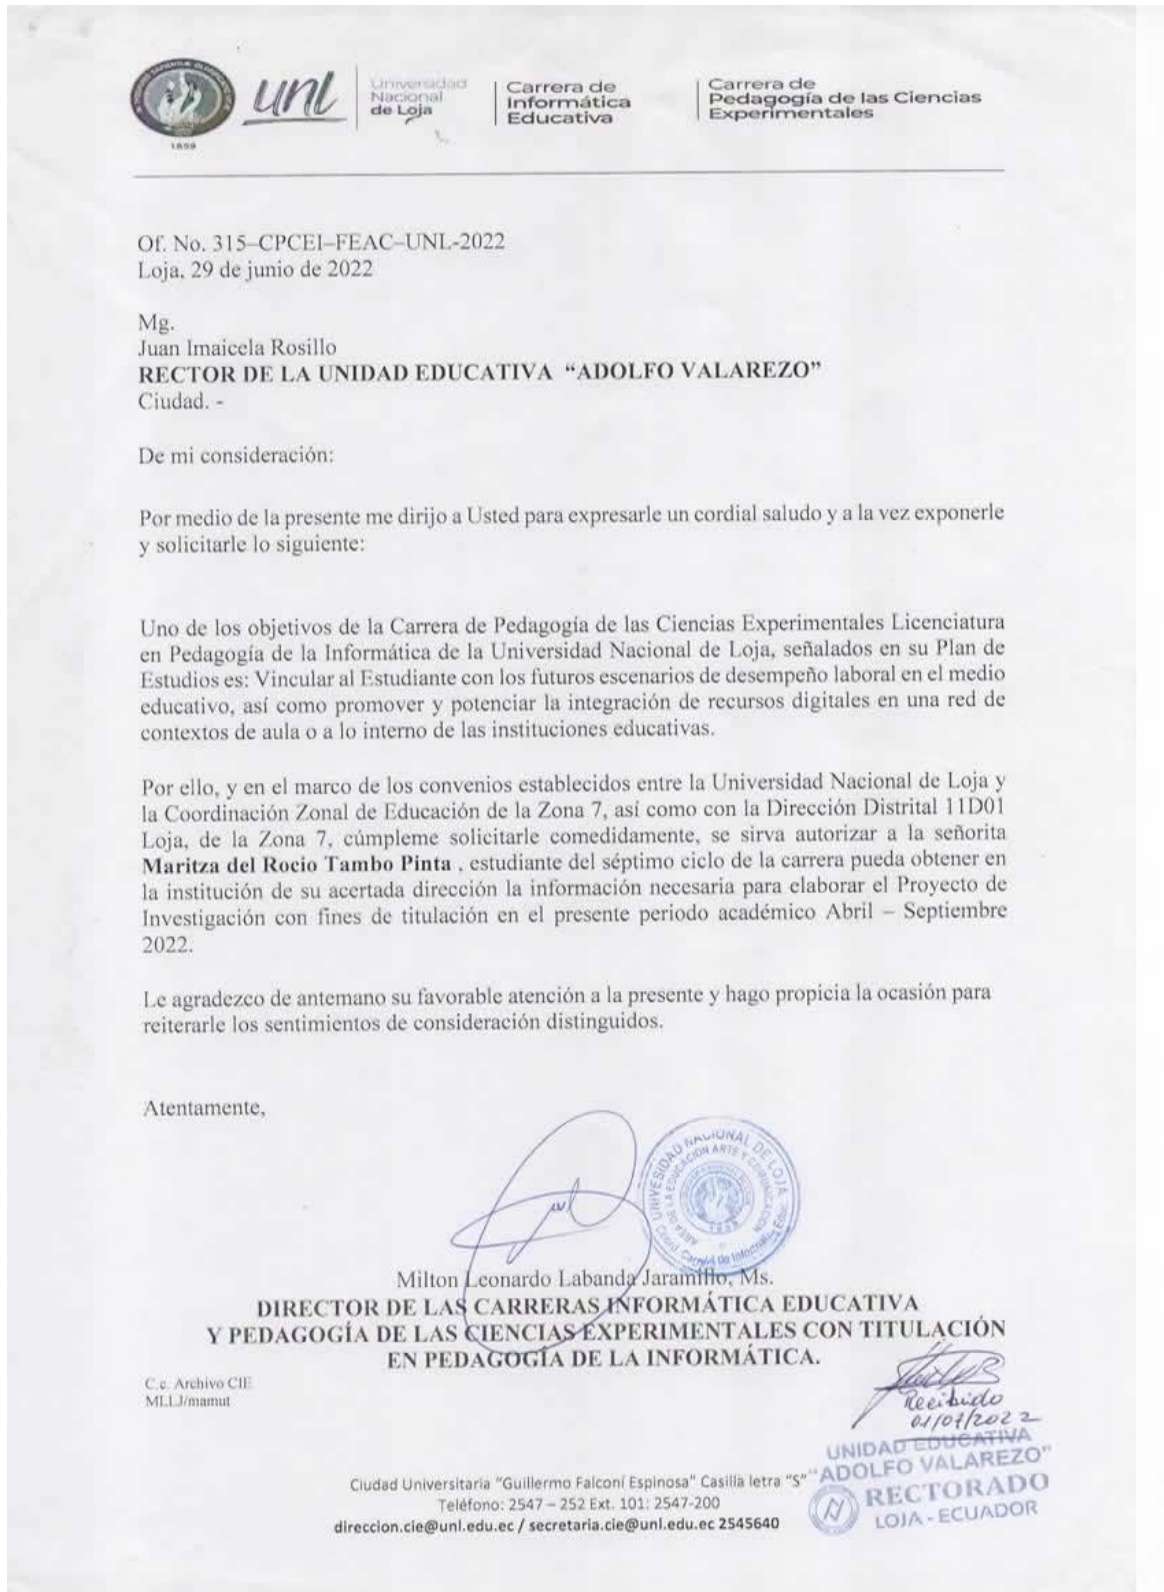 unl
Universidad
Nacional
de Loja
Carrera de
Informática
Educativa
Carrera de
Pedagogía de las Ciencias
Experimentales
1859
Of. No. 315–CPCEI–FEAC–UNL-2022
Loja, 29 de junio de 2022
Mg.
Juan Imaicela Rosillo
RECTOR DE LA UNIDAD EDUCATIVA “ADOLFO VALAREZO”
Ciudad. -
De mi consideración:
Por medio de la presente me dirijo a Usted para expresarle un cordial saludo y a la vez exponerle
y solicitarle lo siguiente:
Uno de los objetivos de la Carrera de Pedagogía de las Ciencias Experimentales Licenciatura
en Pedagogía de la Informática de la Universidad Nacional de Loja, señalados en su Plan de
Estudios es: Vincular al Estudiante con los futuros escenarios de desempeño laboral en el medio
educativo, así como promover y potenciar la integración de recursos digitales en una red de
contextos de aula o a lo interno de las instituciones educativas.
Por ello, y en el marco de los convenios establecidos entre la Universidad Nacional de Loja y
la Coordinación Zonal de Educación de la Zona 7, así como con la Dirección Distrital 11D01
Loja, de la Zona 7, cúmpleme solicitarle comedidamente, se sirva autorizar a la señorita
Maritza del Rocio Tambo Pinta , estudiante del séptimo ciclo de la carrera pueda obtener en
la institución de su acertada dirección la información necesaria para elaborar el Proyecto de
Investigación con fines de titulación en el presente periodo académico Abril – Septiembre
2022.
Le agradezco de antemano su favorable atención a la presente y hago propicia la ocasión para
reiterarle los sentimientos de consideración distinguidos.
Atentamente,
UNIVESIDAD NACIONAL DE LOJA
AREA DE LA EDUCACIÓN ARTE Y COMUNICACIÓN
1859
Milton Leonardo Labanda Jaramillo, Ms.
DIRECTOR DE LAS CARRERAS INFORMÁTICA EDUCATIVA
Y PEDAGOGÍA DE LAS CIENCIAS EXPERIMENTALES CON TITULACIÓN
EN PEDAGOGÍA DE LA INFORMÁTICA.
C.c. Archivo CIE
MLLJ/mamut
Recibido
01/07/2022
UNIDAD EDUCATIVA
"ADOLFO VALAREZO"
RECTORADO
LOJA - ECUADOR
Ciudad Universitaria “Guillermo Falconí Espinosa” Casilla letra “S”
Teléfono: 2547 – 252 Ext. 101: 2547-200
direccion.cie@unl.edu.ec / secretaria.cie@unl.edu.ec 2545640